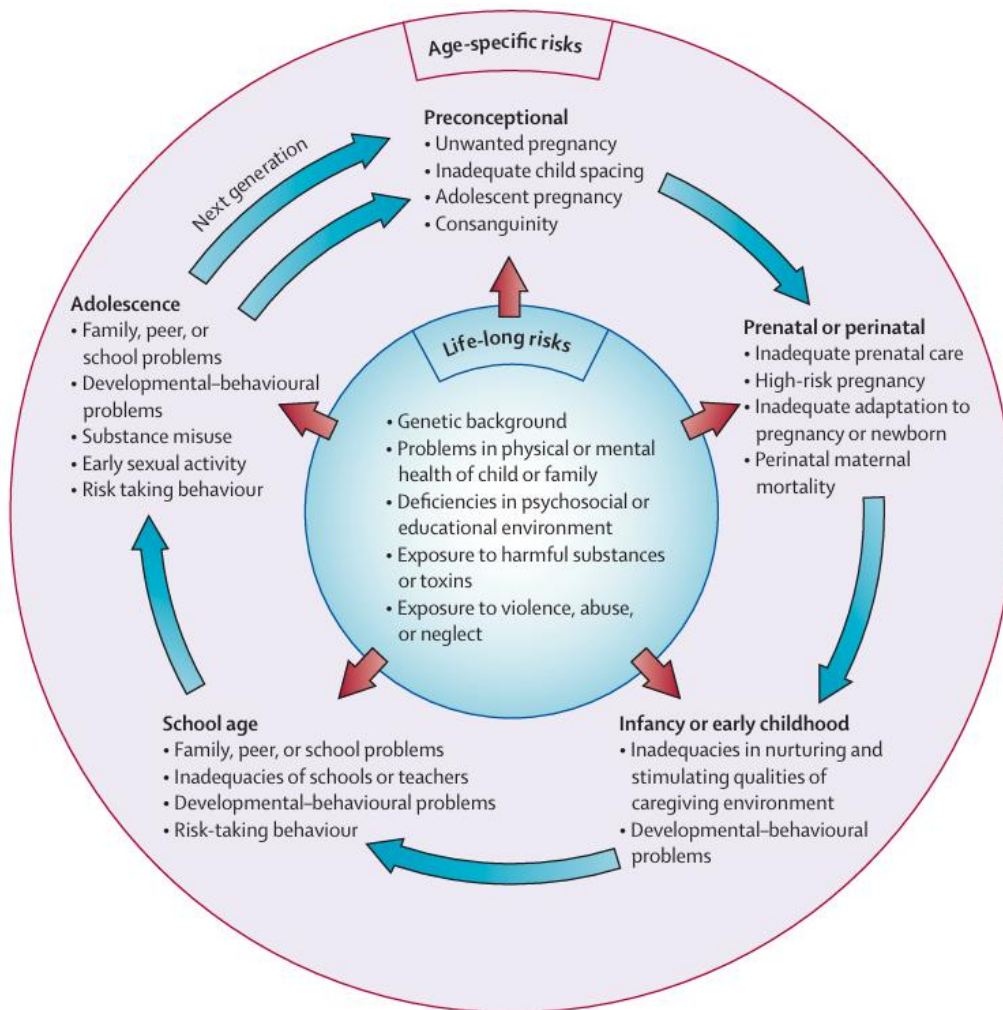 Age-specific risks
Preconceptional
• Unwanted pregnancy
• Inadequate child spacing
• Adolescent pregnancy
• Consanguinity
Next generation
Adolescence
• Family, peer, or
school problems
• Developmental–behavioural
problems
• Substance misuse
• Early sexual activity
• Risk taking behaviour
Life-long risks
• Genetic background
• Problems in physical or mental
health of child or family
• Deficiencies in psychosocial or
educational environment
• Exposure to harmful substances
or toxins
• Exposure to violence, abuse,
or neglect
Prenatal or perinatal
• Inadequate prenatal care
• High-risk pregnancy
• Inadequate adaptation to
pregnancy or newborn
• Perinatal maternal
mortality
School age
• Family, peer, or school problems
• Inadequacies of schools or teachers
• Developmental–behavioural problems
• Risk-taking behaviour
Infancy or early childhood
• Inadequacies in nurturing and
stimulating qualities of
caregiving environment
• Developmental–behavioural
problems